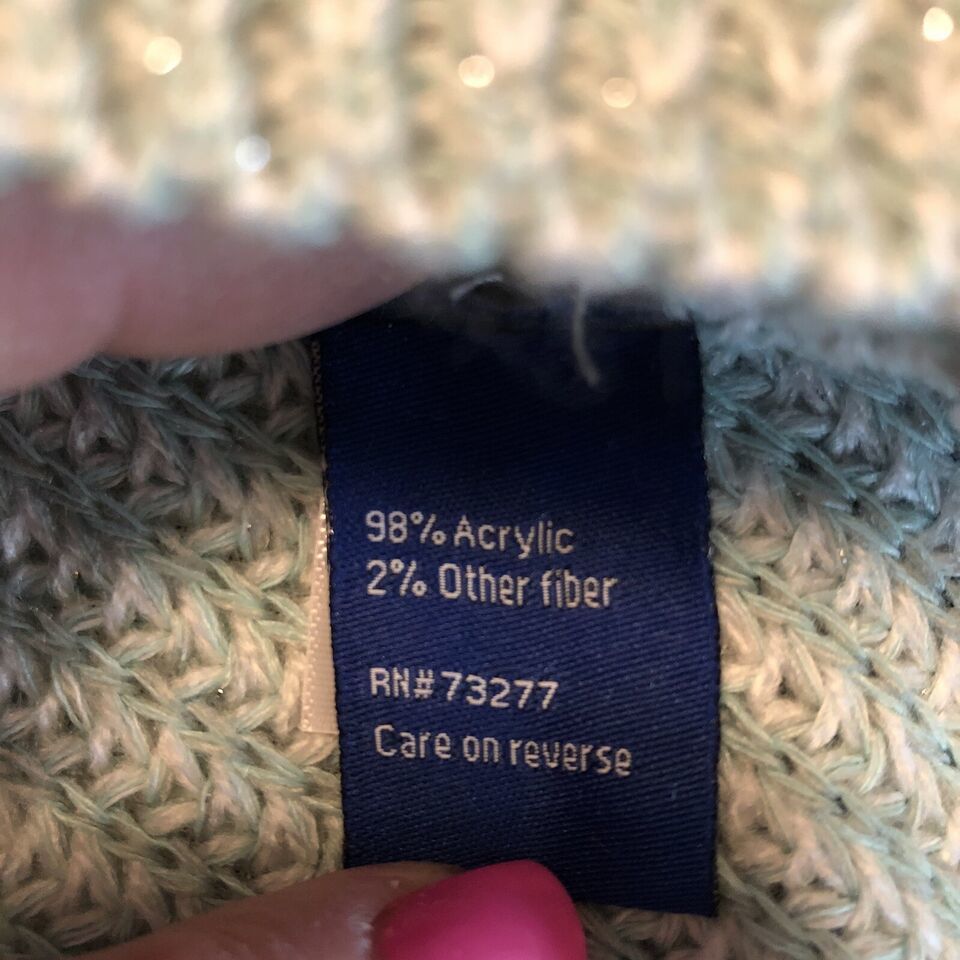 98% Acrylic
2% Other fiber
RN#73277
Care on reverse